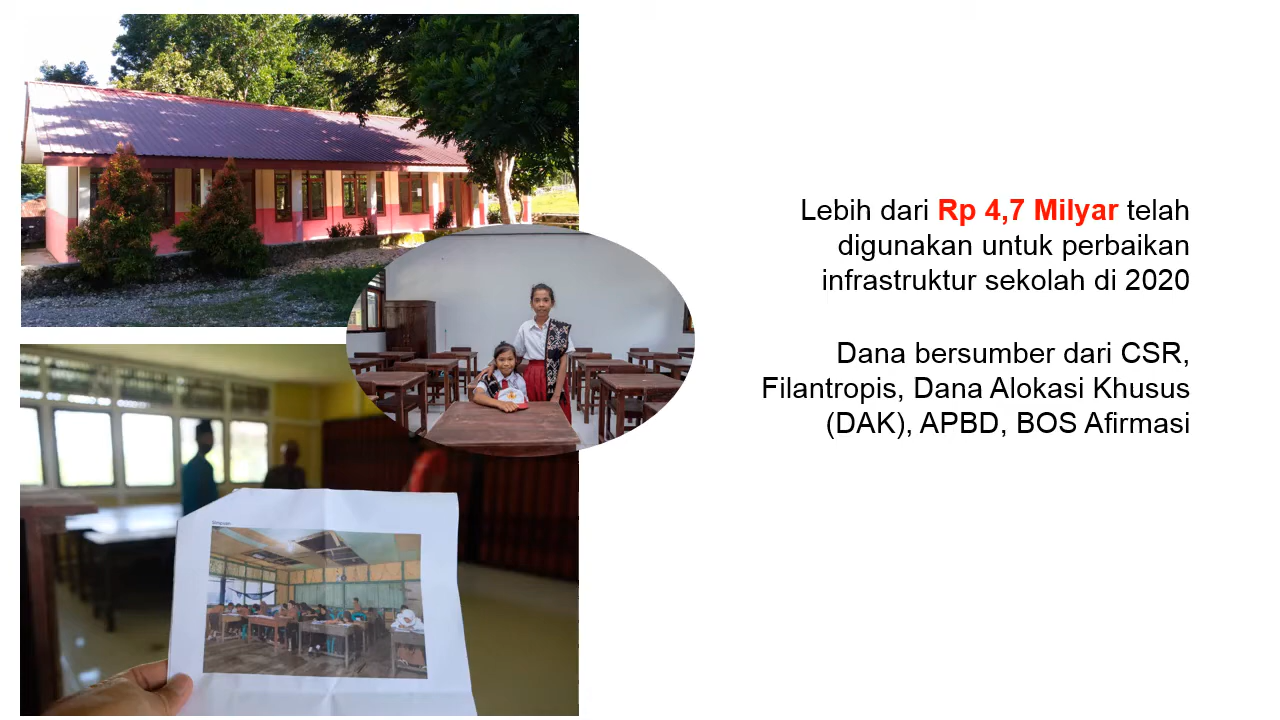 Lebih dari Rp 4,7 Milyar telah
digunakan untuk perbaikan
infrastruktur sekolah di 2020
Dana bersumber dari CSR,
Filantropis, Dana Alokasi Khusus
(DAK), APBD, BOS Afirmasi